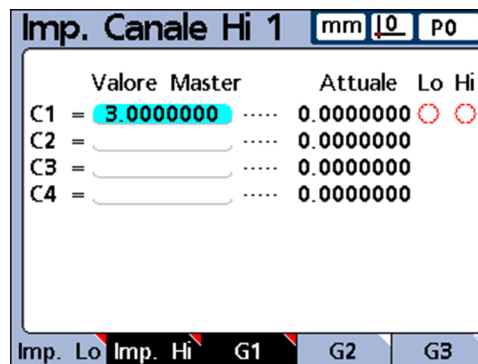 Imp. Canale Hi 1 mm 0 P0
Valore Master Attuale Lo Hi
C1 = 3.0000000 ..... 0.0000000
C2 = ..... 0.0000000
C3 = ..... 0.0000000
C4 = ..... 0.0000000
Imp. Lo Imp. Hi G1 G2 G3